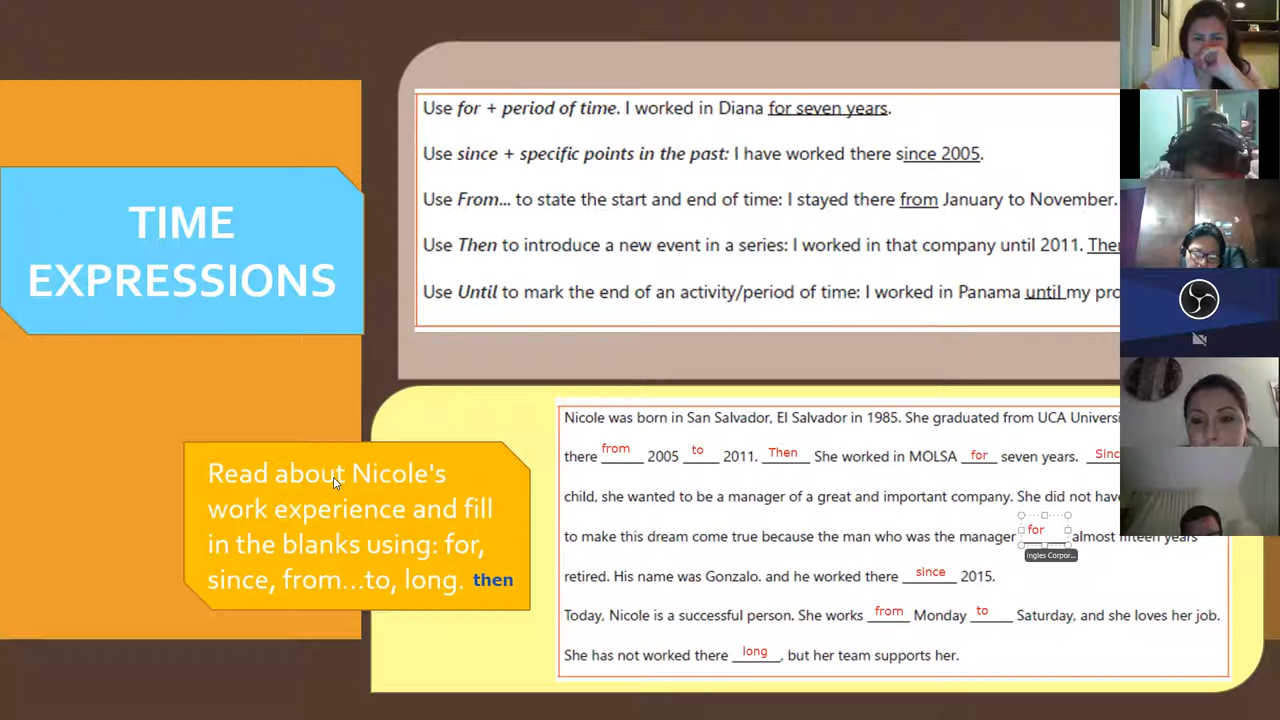 TIME
EXPRESSIONS
Use for + period of time. I worked in Diana for seven years.
Use since + specific points in the past: I have worked there since 2005.
Use From... to state the start and end of time: I stayed there from January to November.
Use Then to introduce a new event in a series: I worked in that company until 2011.
Use Until to mark the end of an activity/period of time: I worked in Panama until my
Read about Nicole's
work experience and fill
in the blanks using: for,
since, from...to, long. then
Nicole was born in San Salvador, El Salvador in 1985. She graduated from UCA
there from 2005 to 2011. Then She worked in MOLSA for seven years.
child, she wanted to be a manager of a great and important company. She did not
to make this dream come true because the man who was the manager for almost fifteen years
Ingles Corpor...
retired. His name was Gonzalo. and he worked there since 2015.
Today, Nicole is a successful person. She works from Monday to Saturday, and she loves her job.
She has not worked there long, but her team supports her.